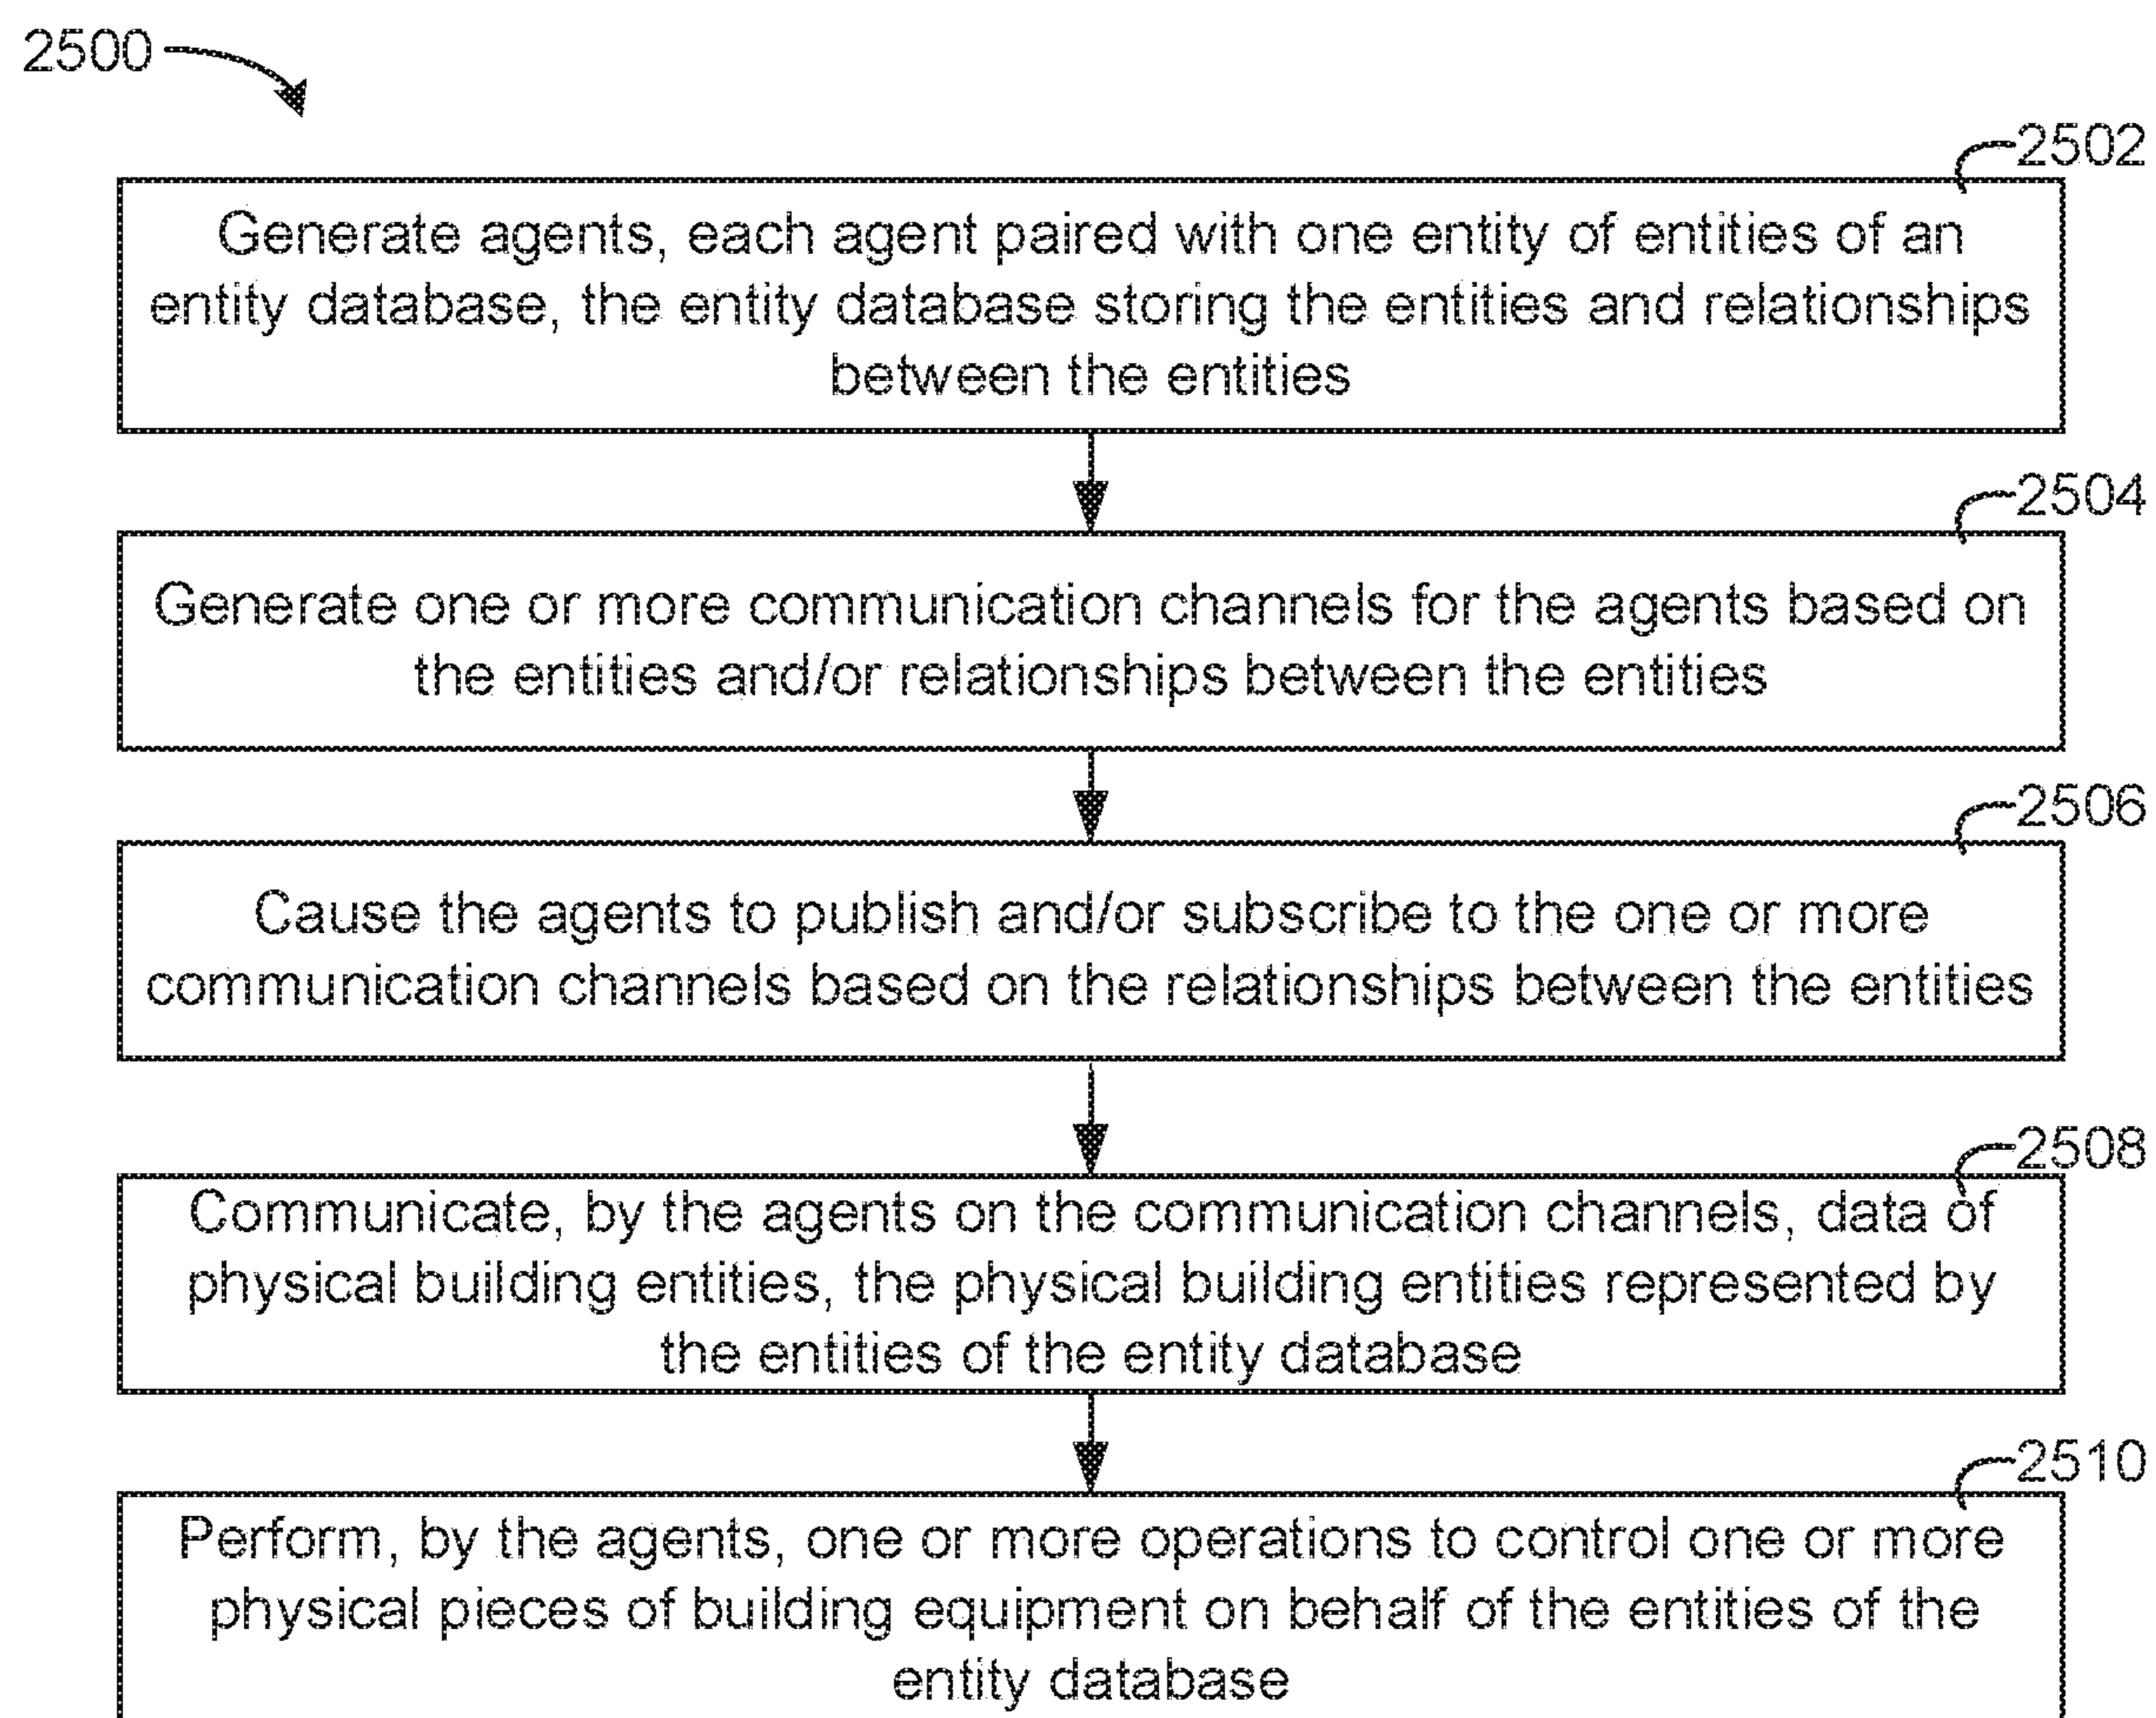 2500
2502
Generate agents, each agent paired with one entity of entities of an
entity database, the entity database storing the entities and relationships
between the entities
2504
Generate one or more communication channels for the agents based on
the entities and/or relationships between the entities
2506
Cause the agents to publish and/or subscribe to the one or more
communication channels based on the relationships between the entities
2508
Communicate, by the agents on the communication channels, data of
physical building entities, the physical building entities represented by
the entities of the entity database
2510
Perform, by the agents, one or more operations to control one or more
physical pieces of building equipment on behalf of the entities of the
entity database